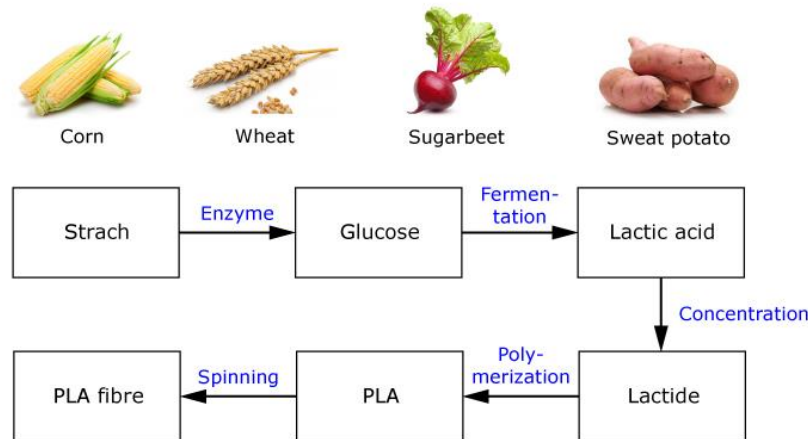 Corn
Wheat
Sugarbeet
Sweat potato
Strach
Enzyme
Glucose
Fermen-
tation
Lactic acid
Concentration
PLA fibre
Spinning
PLA
Poly-
merization
Lactide